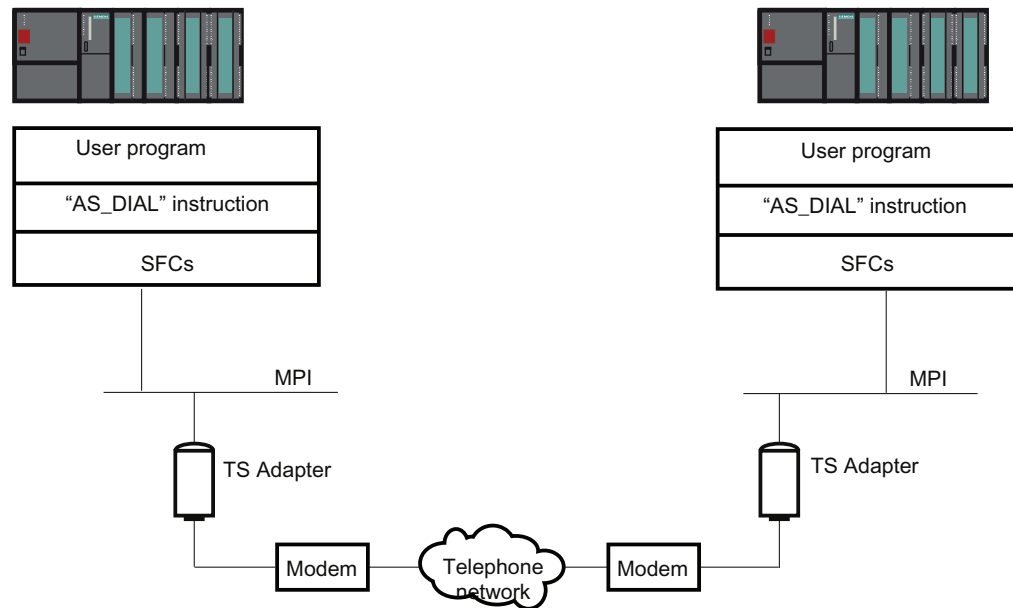 SIEMENS
User program
“AS_DIAL” instruction
SFCs
MPI
TS Adapter
Modem
Telephone
network
Modem
TS Adapter
MPI
User program
“AS_DIAL” instruction
SFCs